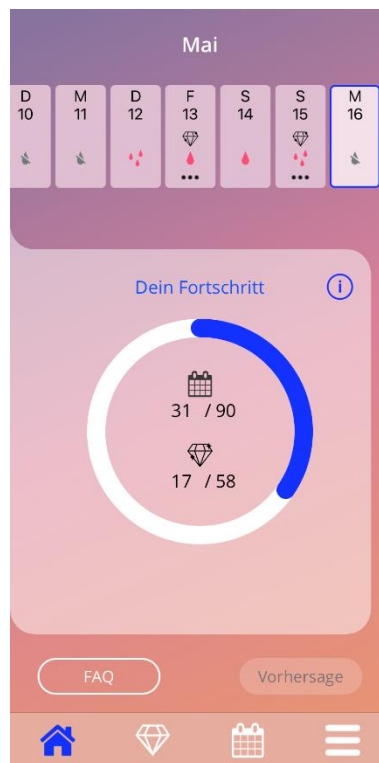 Mai
D M D F S S M
10 11 12 13 14 15 16
Dein Fortschritt
i
31 / 90
17 / 58
FAQ
Vorhersage